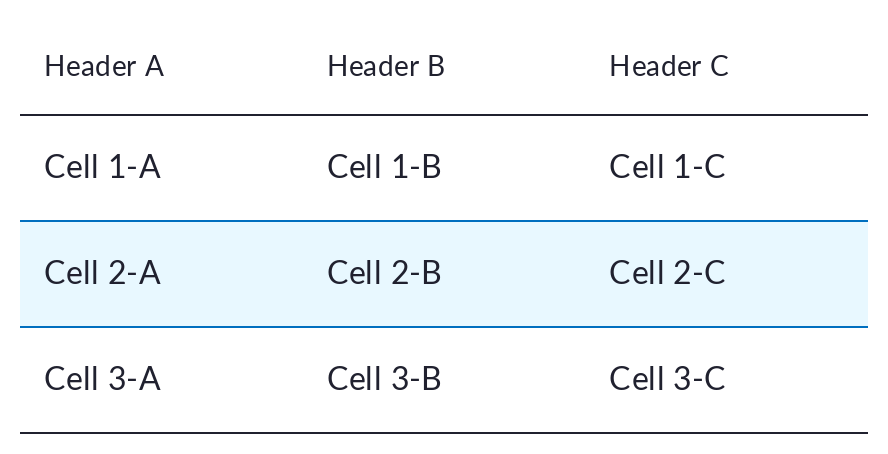 Header A Header B Header C
Cell 1-A Cell 1-B Cell 1-C
Cell 2-A Cell 2-B Cell 2-C
Cell 3-A Cell 3-B Cell 3-C